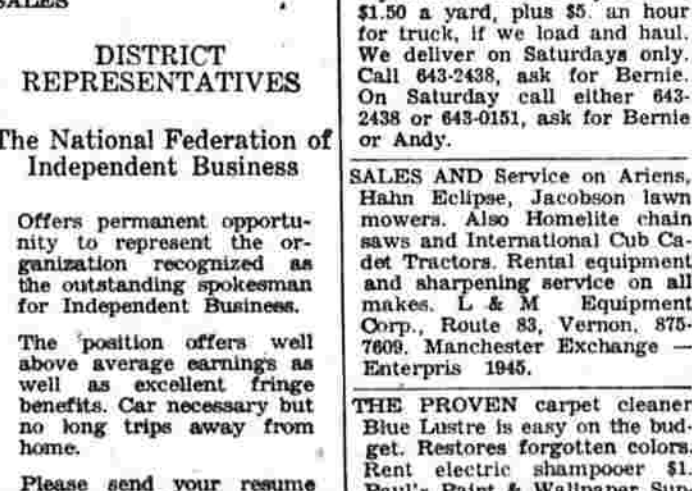 SALES
DISTRICT
REPRESENTATIVES
The National Federation of
Independent Business
Offers permanent opportu-
nity to represent the or-
ganization recognized as
the outstanding spokesman
for Independent Business.
The position offers well
above average earnings as
well as excellent fringe
benefits. Car necessary but
no long trips away from
home.
Please send your resume
$1.50 a yard, plus $5. an hour
for truck, if we load and haul.
We deliver on Saturdays only.
Call 643-2438, ask for Bernie.
On Saturday call either 643-
2438 or 643-0151, ask for Bernie
or Andy.
SALES AND Service on Ariens,
Hahn Eclipse, Jacobson lawn
mowers. Also Homelite chain
saws and International Cub Ca-
det Tractors. Rental equipment
and sharpening service on all
makes. L & M Equipment
Corp., Route 83, Vernon, 875-
7609. Manchester Exchange —
Enterpris 1945.
THE PROVEN carpet cleaner
Blue Lustre is easy on the bud-
get. Restores forgotten colors.
Rent electric shampooer $1.
Paul's Paint & Wallpaper Sup-